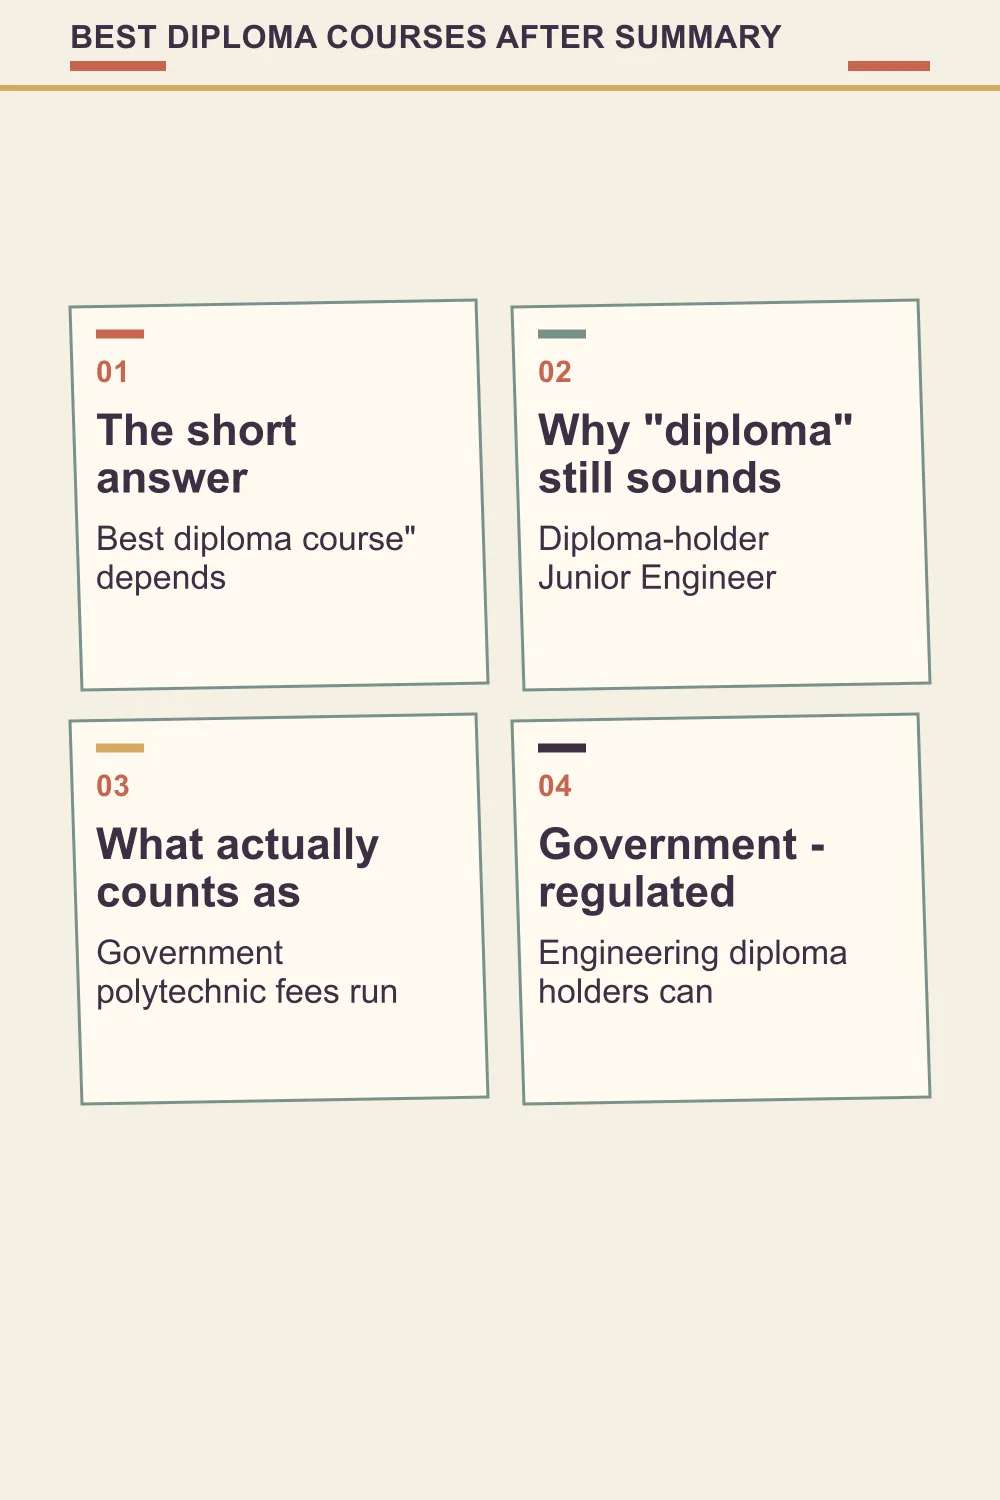 BEST DIPLOMA COURSES AFTER SUMMARY
01
The short
answer
Best diploma course"
depends
02
Why "diploma"
still sounds
Diploma-holder
Junior Engineer
03
What actually
counts as
Government
polytechnic fees run
04
Government -
regulated
Engineering diploma
holders can